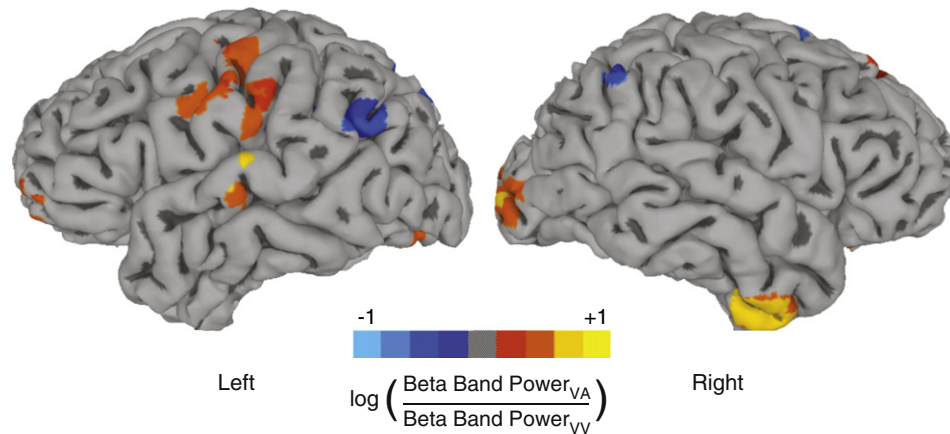 -1 +1
Left
Right
log ( Beta Band Power_VA
Beta Band Power_VV )